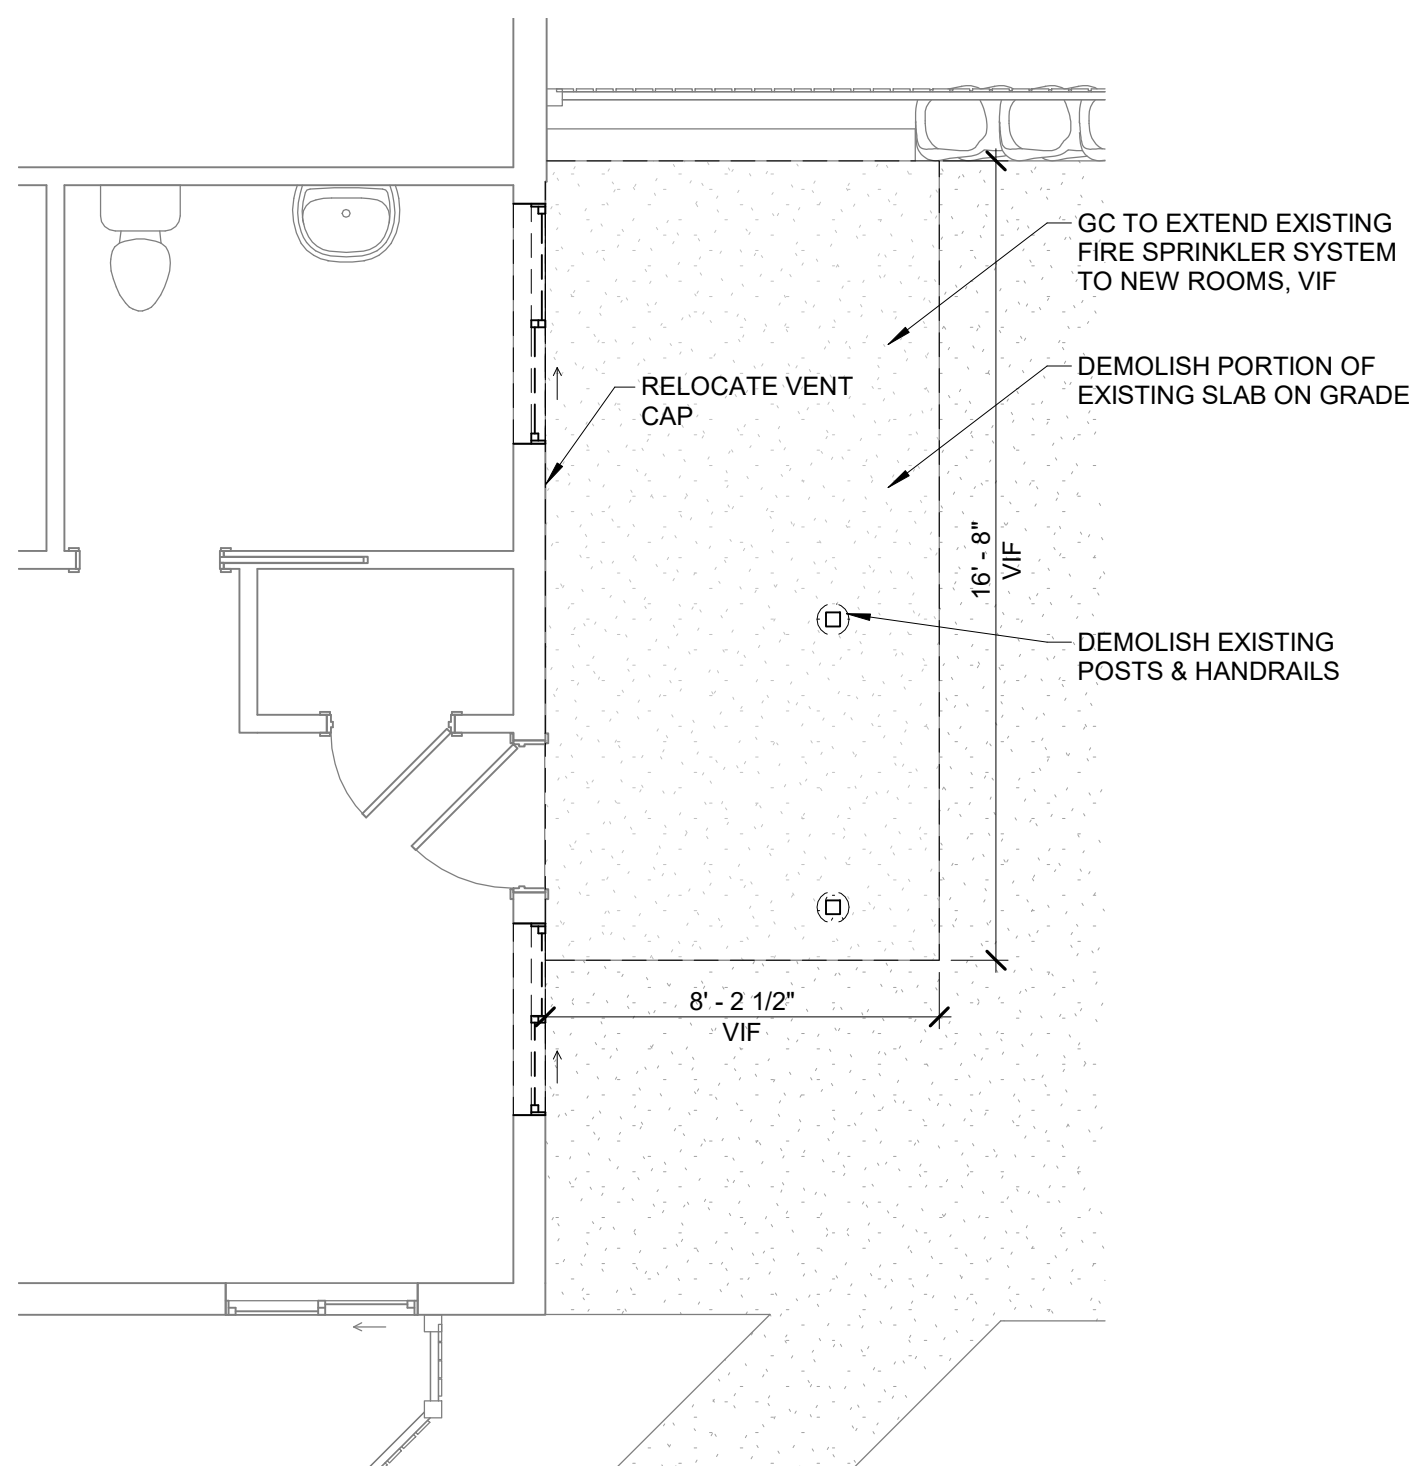 GC TO EXTEND EXISTING
FIRE SPRINKLER SYSTEM
TO NEW ROOMS, VIF
DEMOLISH PORTION OF
EXISTING SLAB ON GRADE
RELOCATE VENT
CAP
16' - 8"
VIF
DEMOLISH EXISTING
POSTS & HANDRAILS
8' - 2 1/2"
VIF